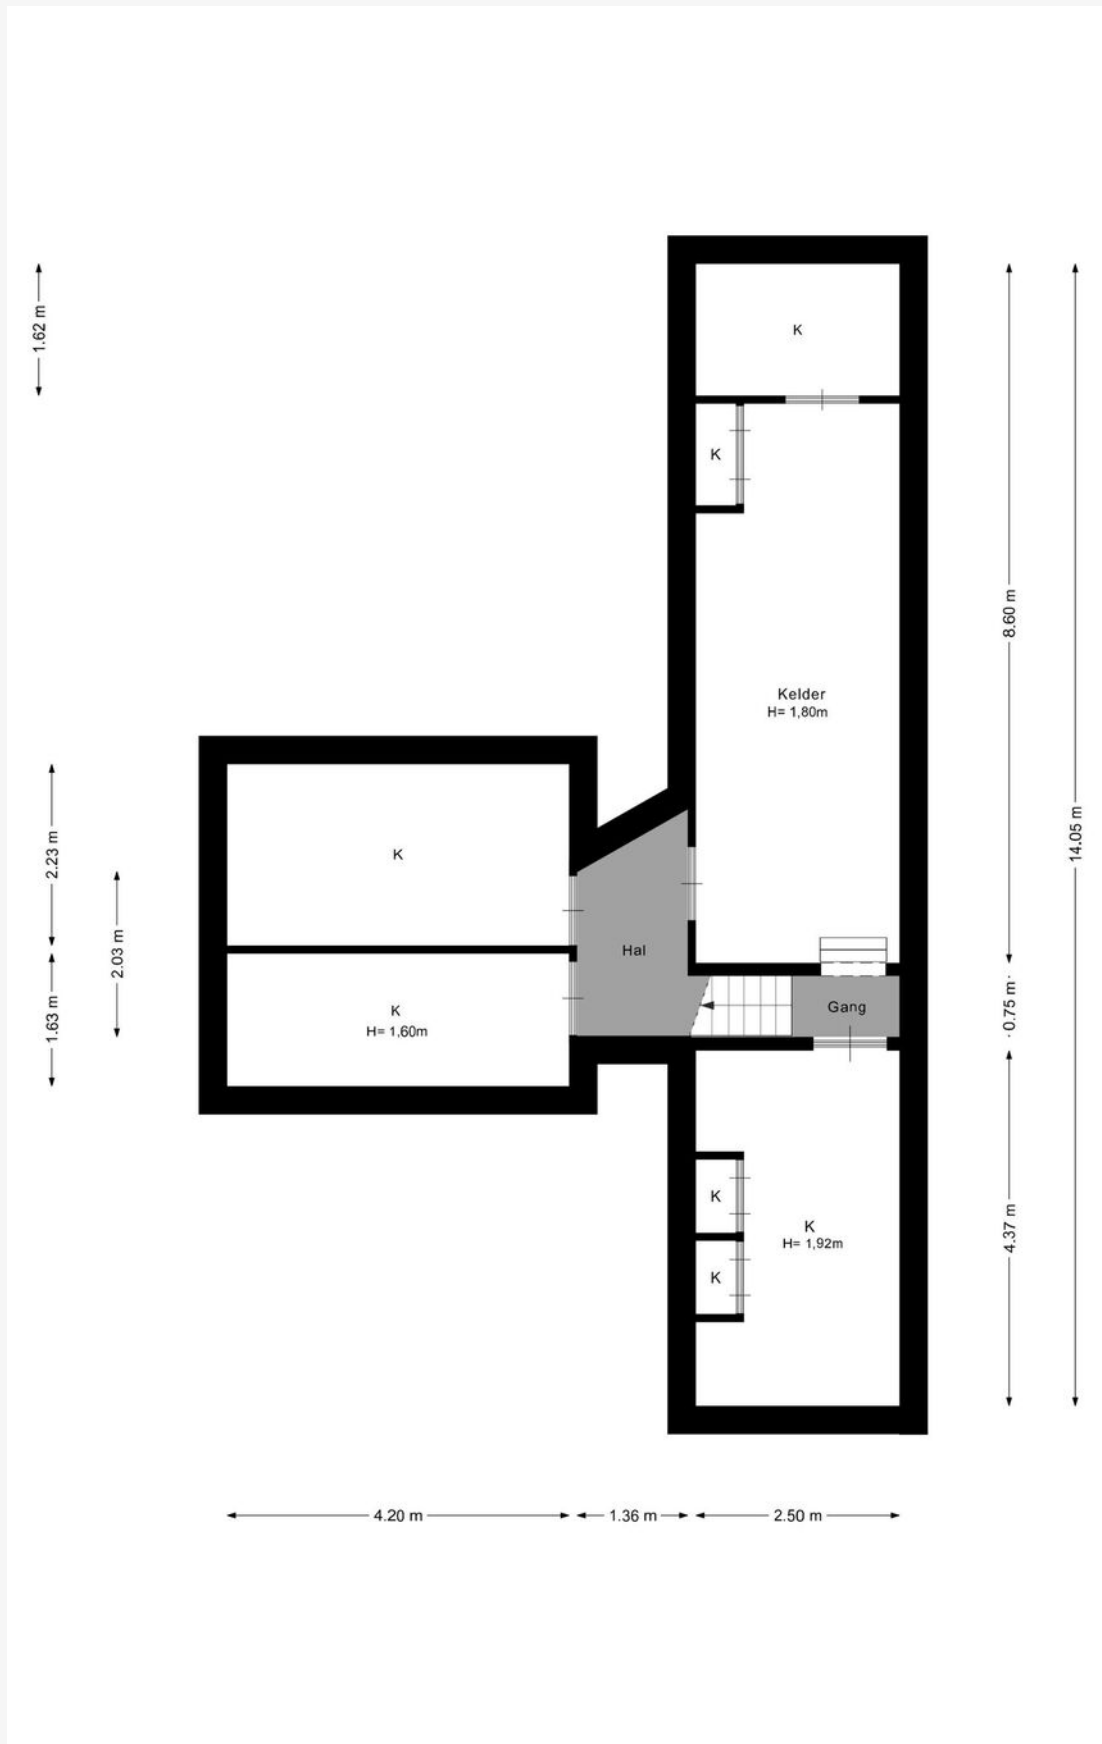 K
1.62 m
K
8.60 m
Kelder
H= 1,80m
14.05 m
K
2.23 m
Hal
2.03 m
K
H= 1,60m
1.63 m
Gang
0.75 m
K
K
H= 1,92m
4.37 m
K
4.20 m
1.36 m
2.50 m